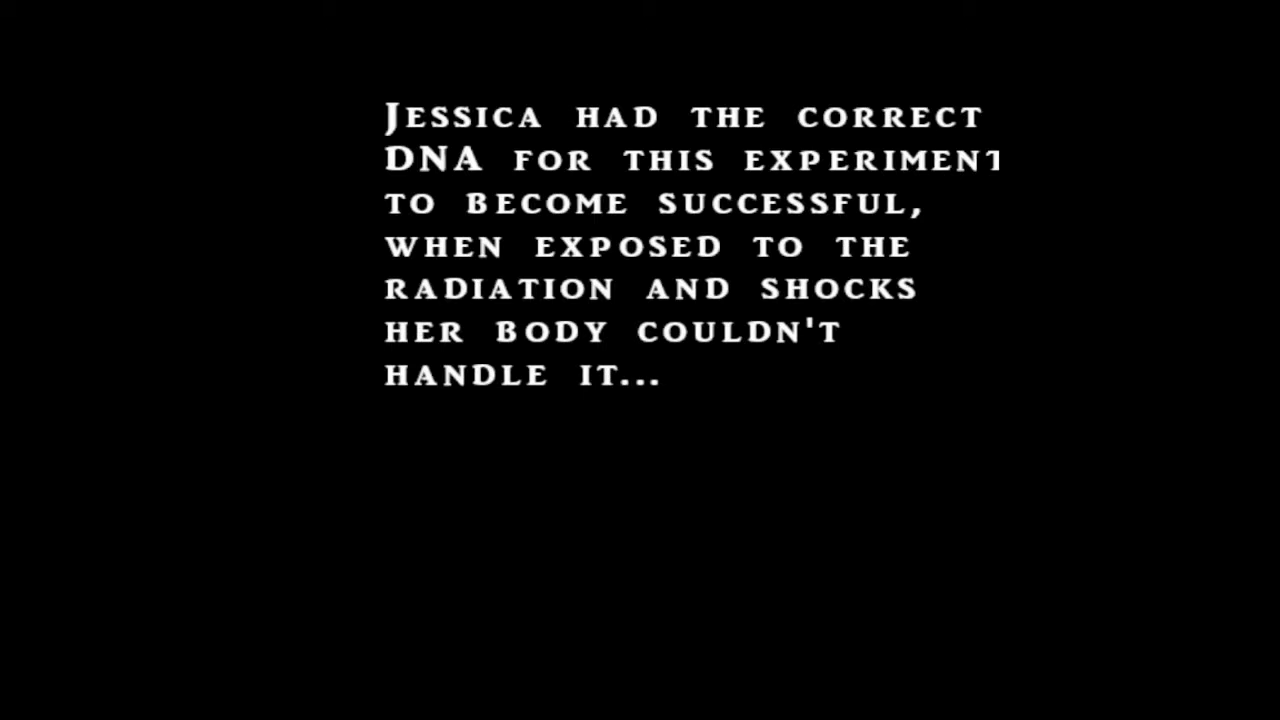 Jessica had the correct
DNA for this experiment
to become successful,
when exposed to the
radiation and shocks
her body couldn't
handle it...